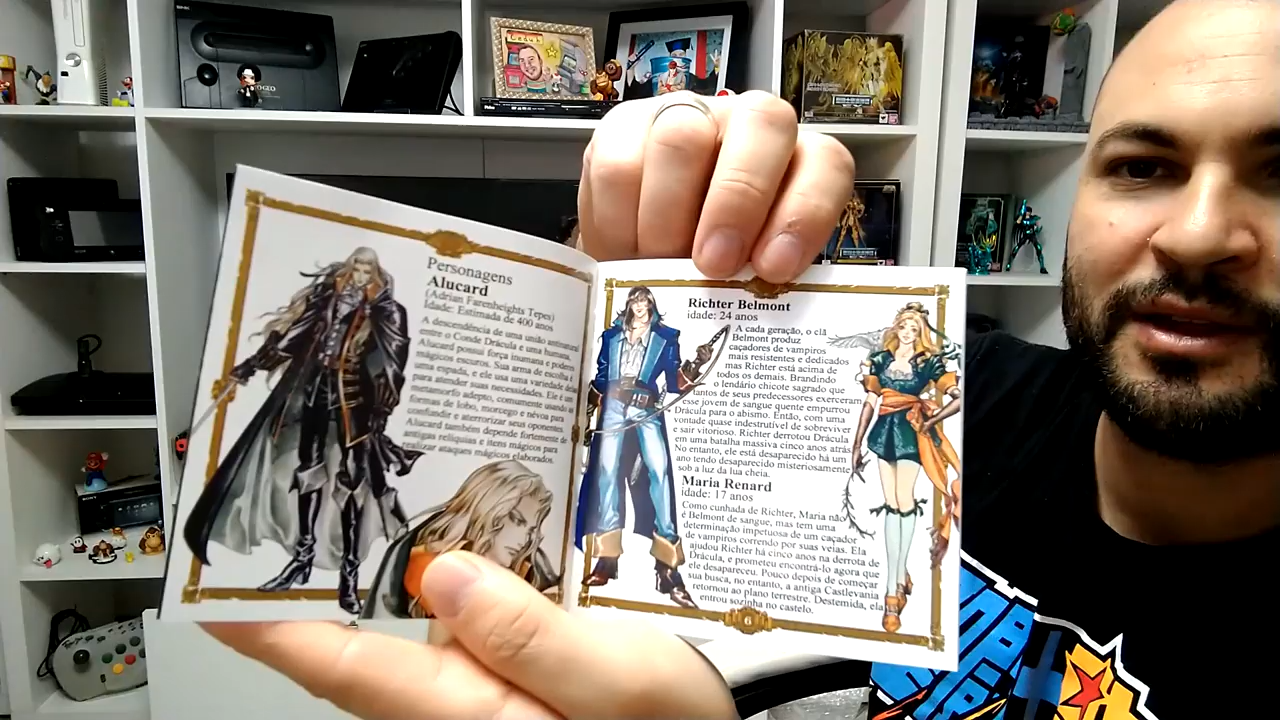 Personagens
Alucard
(Adrian Farenheights Tepes)
Idade: Estimada de 400 anos
A descendência de uma união antinatural
entre o Conde Drácula e uma humana,
Alucard possui força inumana e poderes
mágicos escuros. Sua arma de escolha é
uma espada, e ele usa uma variedade delas
para atender suas necessidades. Ele é um
metamorfo adepto, comumente usando as
formas de lobo, morcego e névoa para
confundir e aterrorizar seus oponentes.
Alucard também depende fortemente de
antigas relíquias e itens mágicos para
realizar ataques mágicos elaborados.
Richter Belmont
idade: 24 anos
A cada geração, o clã
Belmont produz
caçadores de vampiros
mais resistentes e dedicados
mas Richter está acima de
todos os demais. Brandindo
o lendário chicote sagrado que
tantos de seus predecessores exerceram
esse jovem de sangue quente empurrou
Drácula para o abismo. Então, com uma
vontade quase indestrutível de sobreviver
e sair vitorioso. Richter derrotou Drácula
em uma batalha massiva cinco anos atrás.
No entanto, ele está desaparecido há um
ano tendo desaparecido misteriosamente
sob a luz da lua cheia.
Maria Renard
idade: 17 anos
Como cunhada de Richter, Maria não
é Belmont de sangue, mas tem uma
determinação impetuosa de um caçador
de vampiros correndo por suas veias. Ela
ajudou Richter há cinco anos na derrota de
Drácula, e prometeu encontrá-lo agora que
ele desapareceu. Pouco depois de começar
sua busca, no entanto, a antiga Castlevania
retornou ao plano terrestre. Destemida, ela
entrou sozinha no castelo.
6